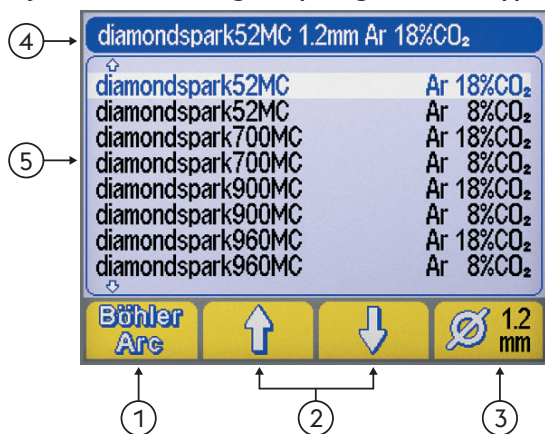 ④ diamondspark52MC 1.2mm Ar 18%CO₂
diamondspark52MC Ar 18%CO₂
diamondspark52MC Ar 8%CO₂
diamondspark700MC Ar 18%CO₂
⑤ diamondspark700MC Ar 8%CO₂
diamondspark900MC Ar 18%CO₂
diamondspark900MC Ar 8%CO₂
diamondspark960MC Ar 18%CO₂
diamondspark960MC Ar 8%CO₂
Böhler Ø 1.2
Arc mm
① ② ③